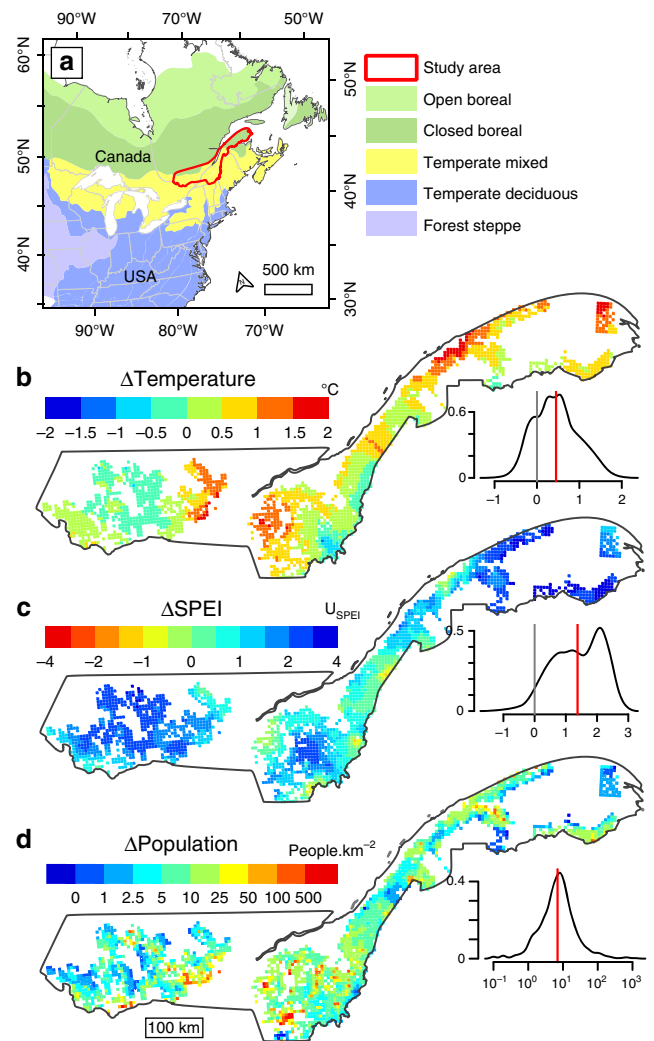 90°W 80°W 70°W 60°W 50°W
a
60°N
50°N
40°N
50°N
40°N
30°N
Canada
USA
N
500 km
90°W 80°W 70°W
Study area
Open boreal
Closed boreal
Temperate mixed
Temperate deciduous
Forest steppe
b
ΔTemperature
°C
−2 −1.5 −1 −0.5 0 0.5 1 1.5 2
0.6
0
−1 0 1 2
c
ΔSPEI
U_SPEI
−4 −2 −1 0 1 2 4
0.5
0
−1 0 1 2 3
d
ΔPopulation
People.km⁻²
0 1 2.5 5 10 25 50 100 500
0.4
0
10⁻¹ 10⁰ 10¹ 10² 10³
100 km